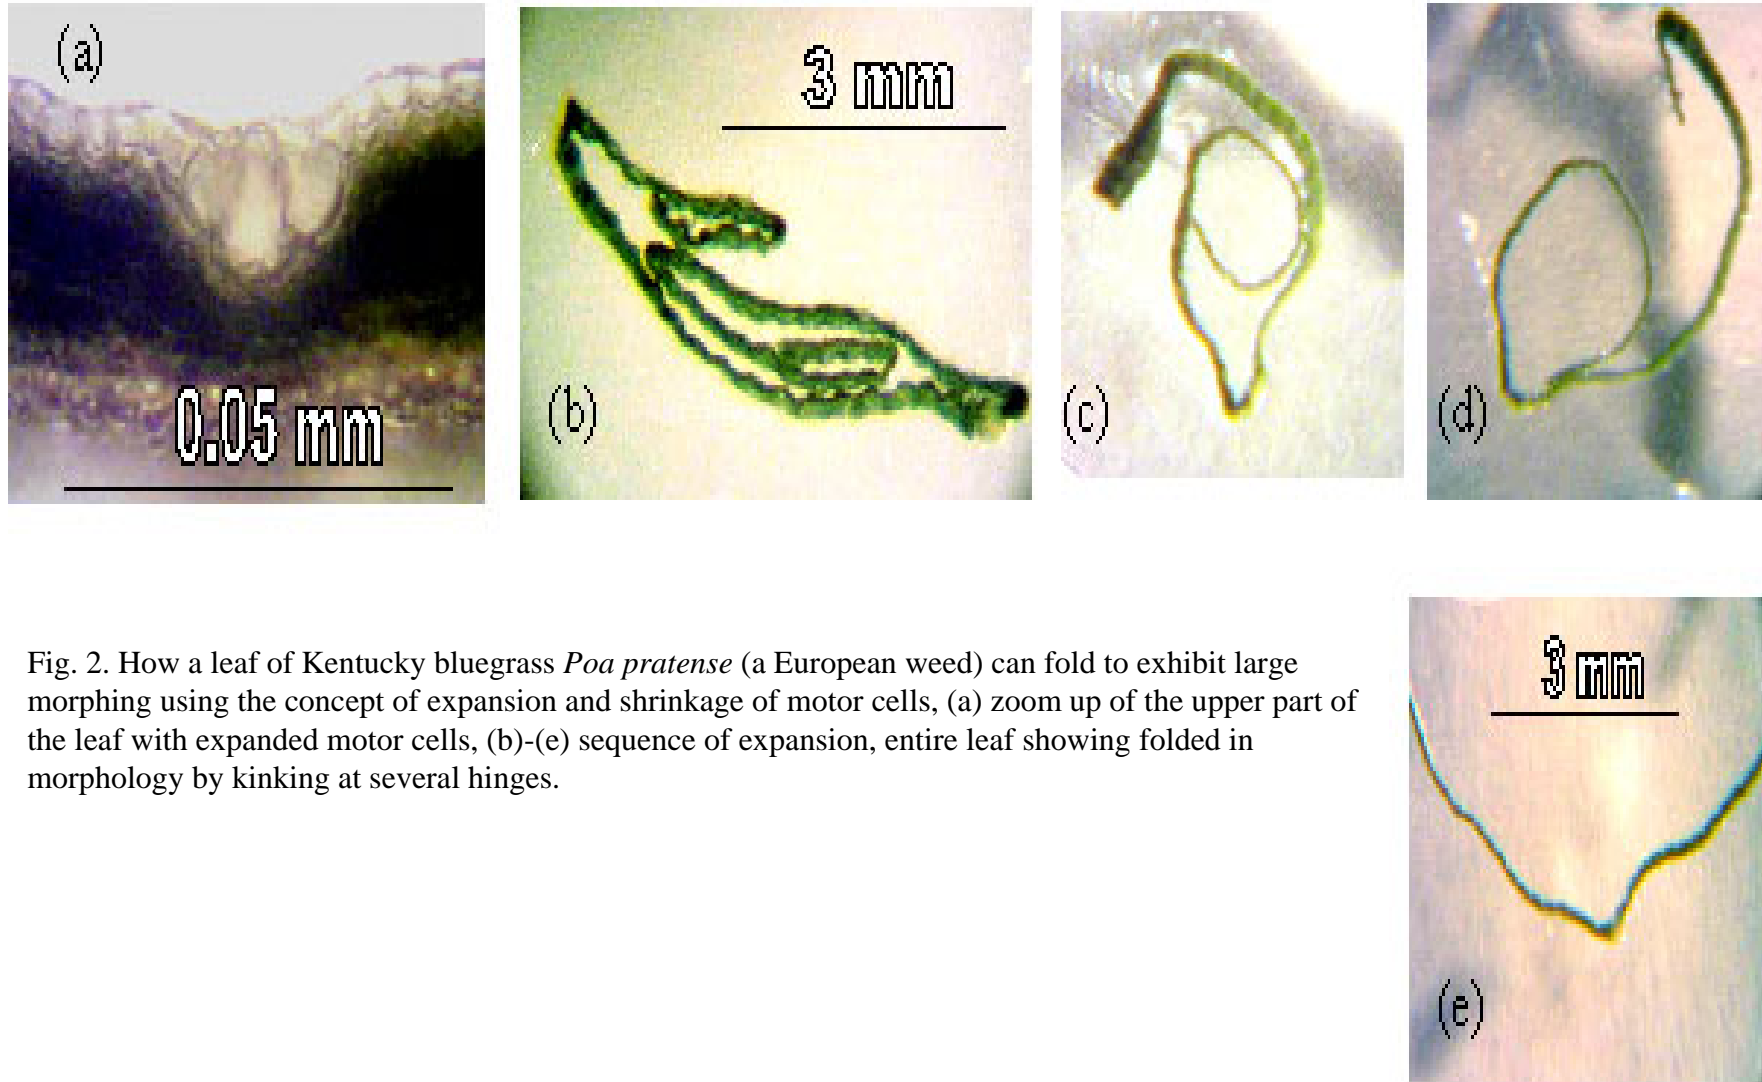 (a)
0.05 mm
3 mm
(b)
(c)
(d)
Fig. 2. How a leaf of Kentucky bluegrass Poa pratense (a European weed) can fold to exhibit large
morphing using the concept of expansion and shrinkage of motor cells, (a) zoom up of the upper part of
the leaf with expanded motor cells, (b)-(e) sequence of expansion, entire leaf showing folded in
morphology by kinking at several hinges.
3 mm
(e)